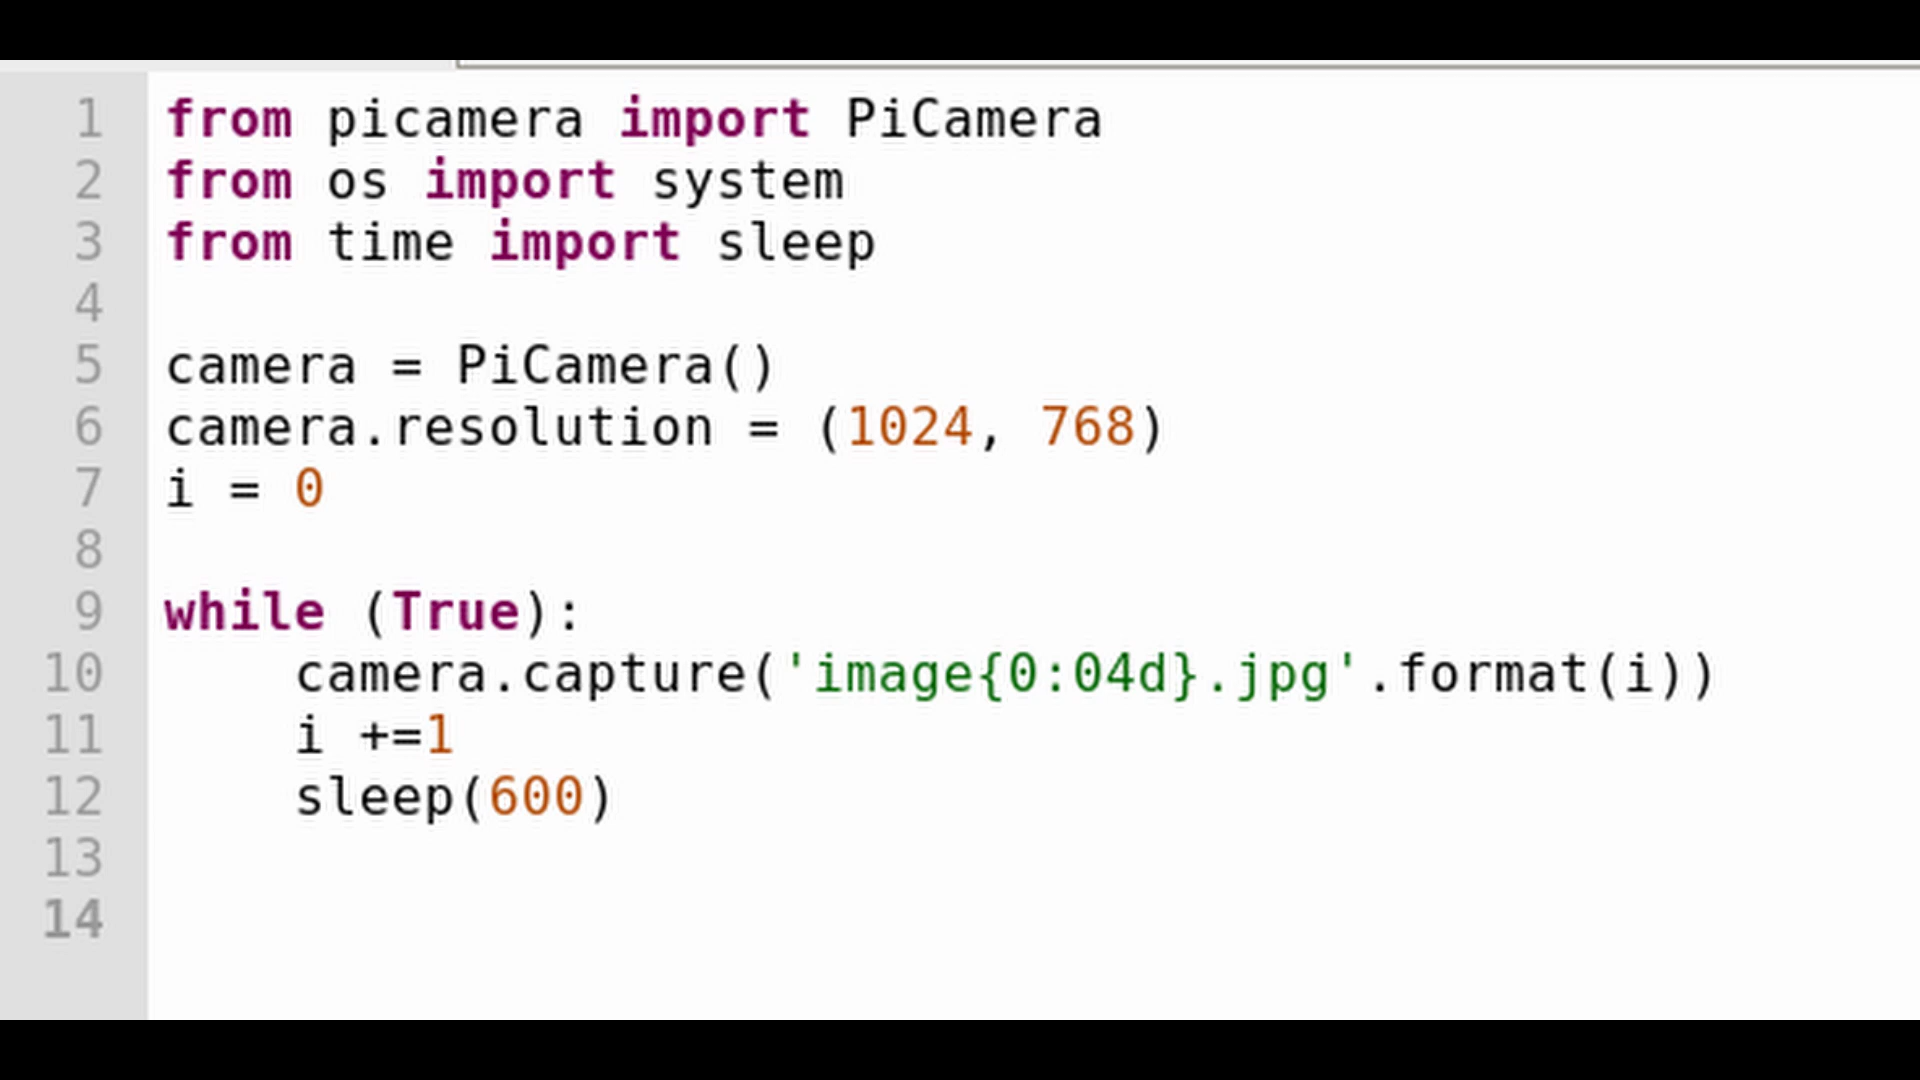 1 from picamera import PiCamera
2 from os import system
3 from time import sleep
4
5 camera = PiCamera()
6 camera.resolution = (1024, 768)
7 i = 0
8
9 while (True):
10     camera.capture('image{0:04d}.jpg'.format(i))
11     i +=1
12     sleep(600)
13
14